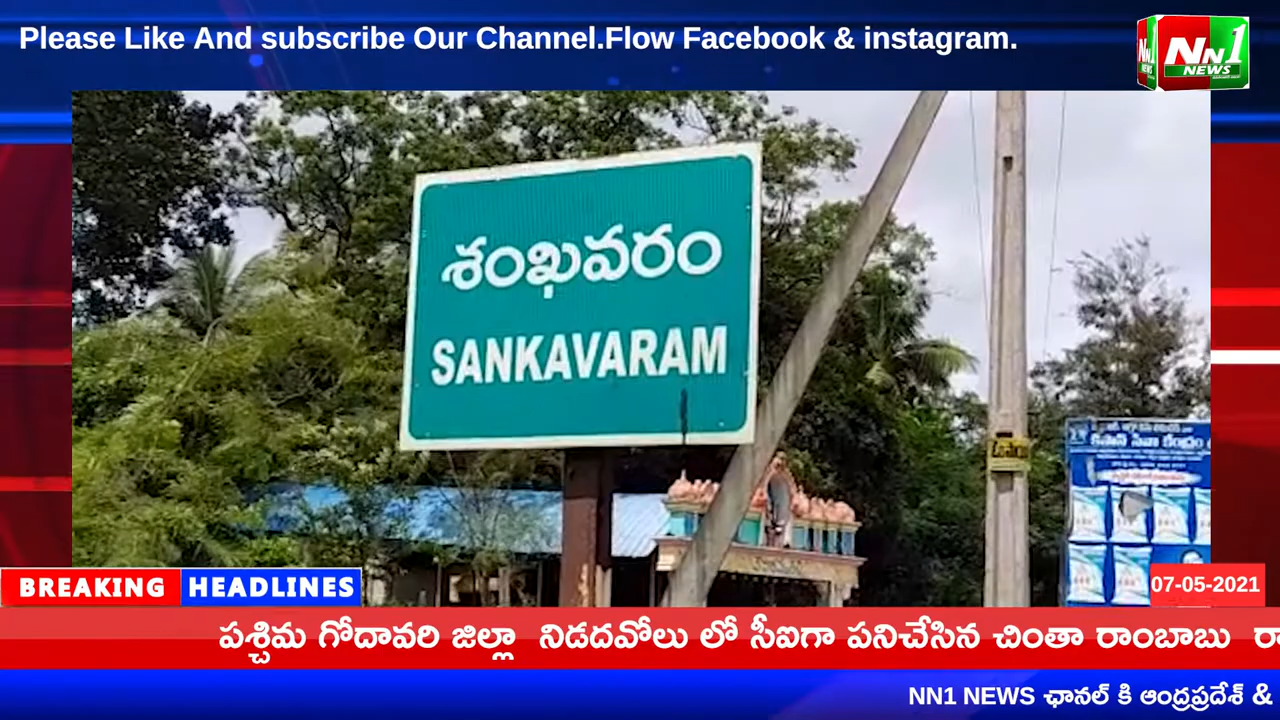 Please Like And subscribe Our Channel.Flow Facebook & instagram.
NN1
NEWS
శంఖవరం
SANKAVARAM
కిసాన్ సేవా కేంద్రం
BREAKING HEADLINES
07-05-2021
పశ్చిమ గోదావరి జిల్లా నిడదవోలు లో సీఐగా పనిచేసిన చింతా రాంబాబు
NN1 NEWS ఛానల్ కి ఆంధ్రప్రదేశ్ &